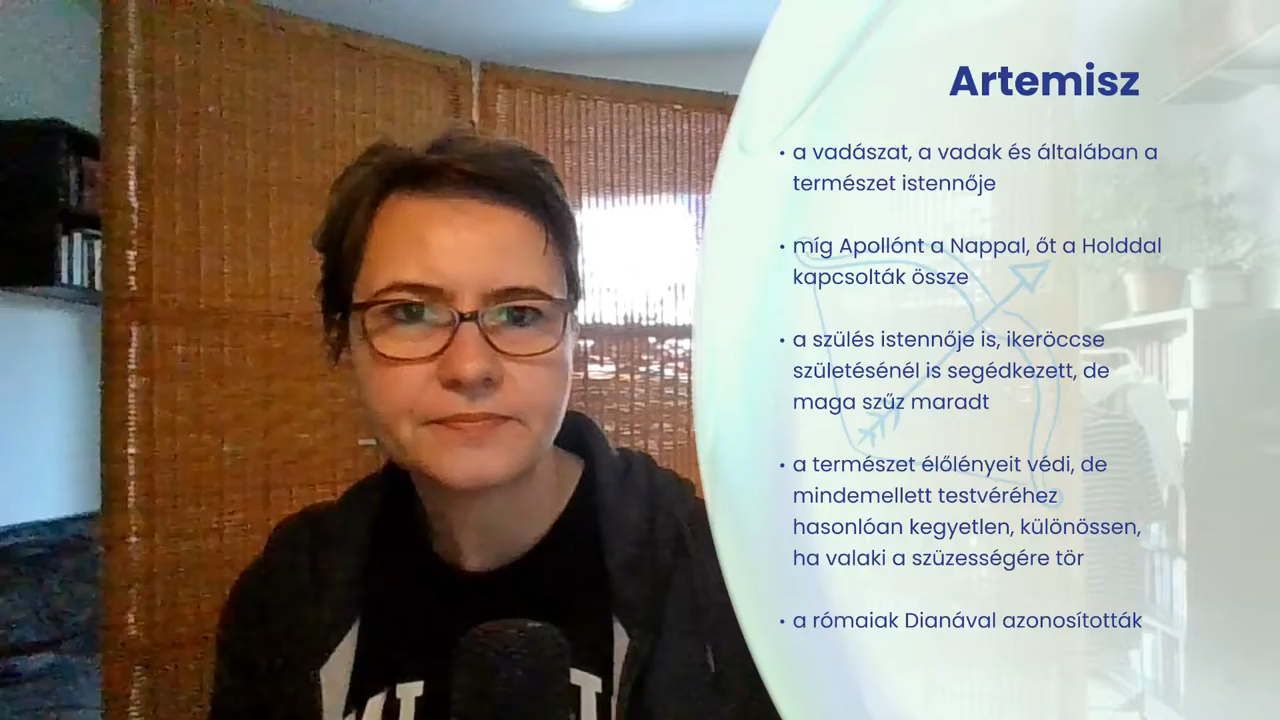 Artemisz
• a vadászat, a vadak és általában a
természet istennője
• míg Apollónt a Nappal, őt a Holddal
kapcsolták össze
• a szülés istennője is, ikeröccse
születésénél is segédkezett, de
maga szűz maradt
• a természet élőlényeit védi, de
mindemellett testvéréhez
hasonlóan kegyetlen, különössen,
ha valaki a szüzességére tör
• a rómaiak Dianával azonosították